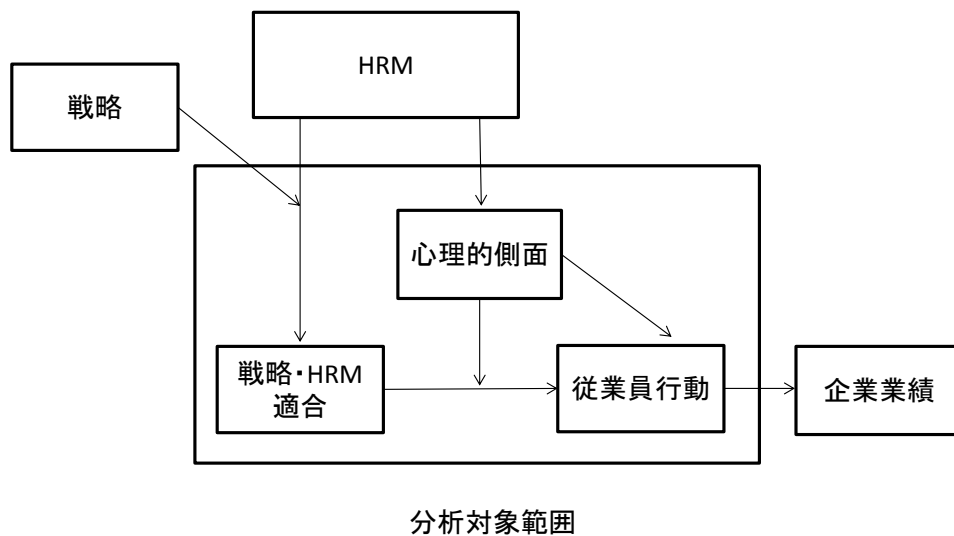 HRM
戦略
心理的側面
戦略・HRM
適合
従業員行動
企業業績
分析対象範囲